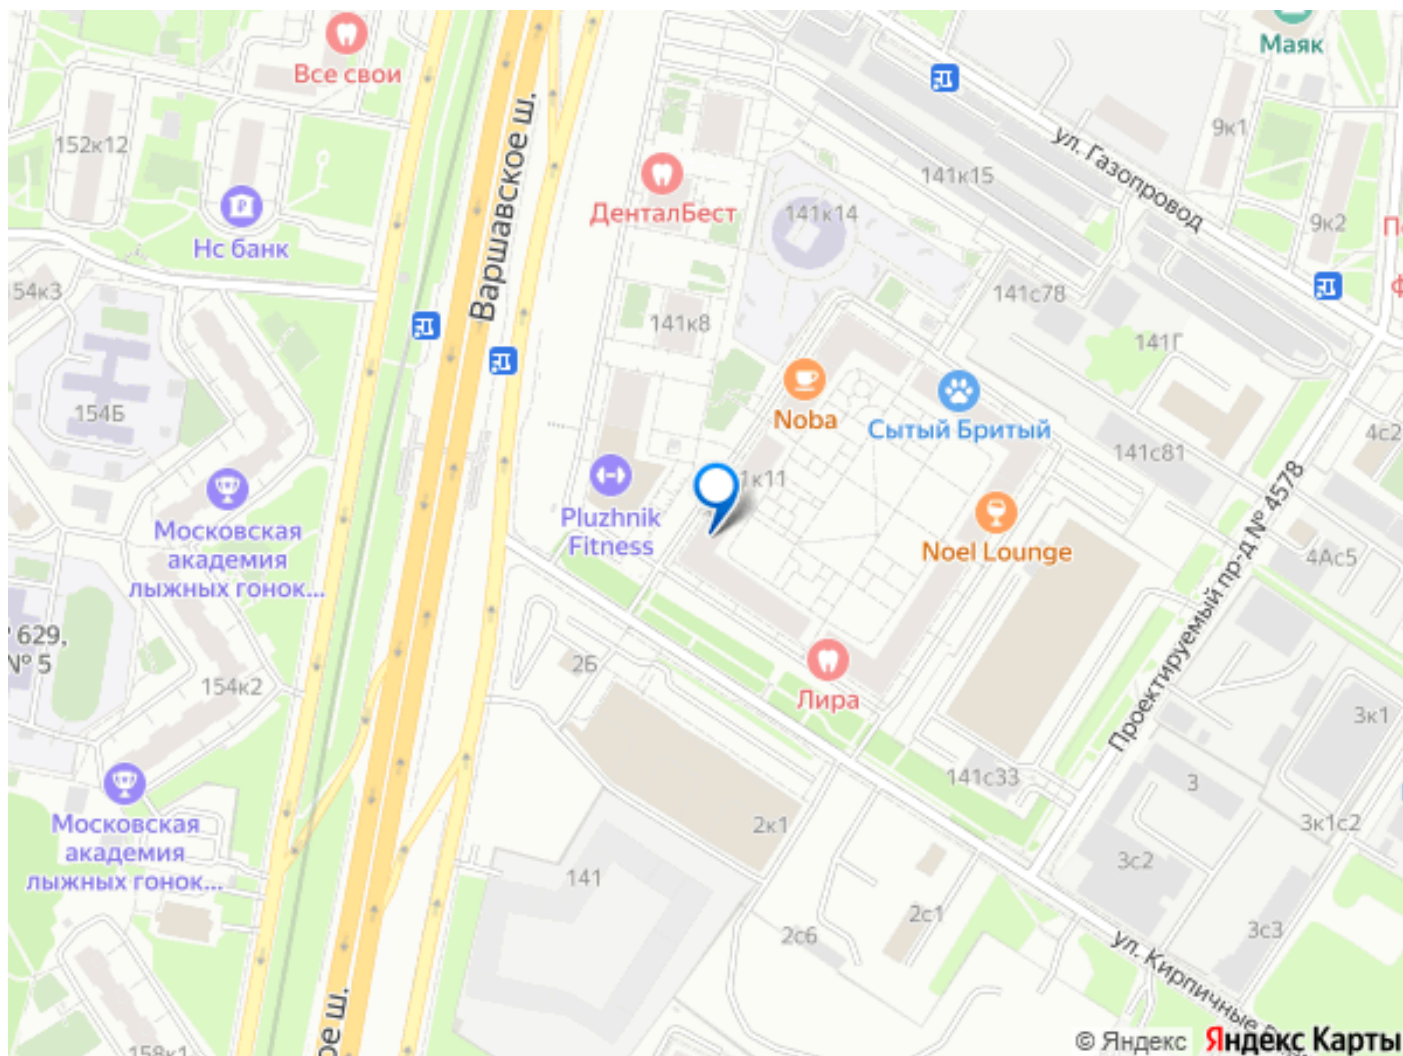 Маяк
Все свои
9к1
152к12
Варшавское ш.
ул. Газопровод
141к15
ДенталБест
141к14
9к2
Нс банк
54к3
141с78
141к8
141Г
154Б
Noba
Сытый Бритый
4с2
141с81
1к11
Pluzhnik
Fitness
Noel Lounge
Московская
академия
лыжных гонок...
4Ас5
Проектируемый пр-д № 4578
629,
№ 5
2Б
154к2
Лира
3к1
141с33
3
Московская
академия
лыжных гонок...
2к1
3к1с2
3с2
141
2с1
2с6
3с3
ул. Кирпичные
ое ш.
158к1
© Яндекс Яндекс Карты